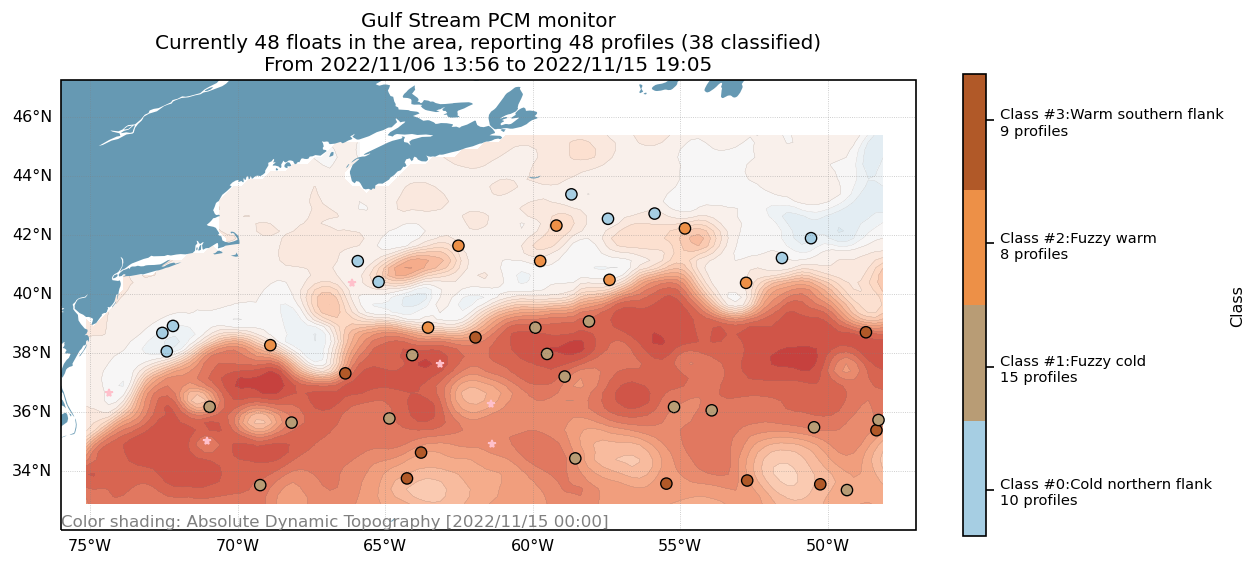 Gulf Stream PCM monitor
Currently 48 floats in the area, reporting 48 profiles (38 classified)
From 2022/11/06 13:56 to 2022/11/15 19:05
46°N
44°N
42°N
40°N
38°N
36°N
34°N
Color shading: Absolute Dynamic Topography [2022/11/15 00:00]
75°W
70°W
65°W
60°W
55°W
50°W
Class #3:Warm southern flank
9 profiles
Class #2:Fuzzy warm
8 profiles
Class #1:Fuzzy cold
15 profiles
Class #0:Cold northern flank
10 profiles
Class